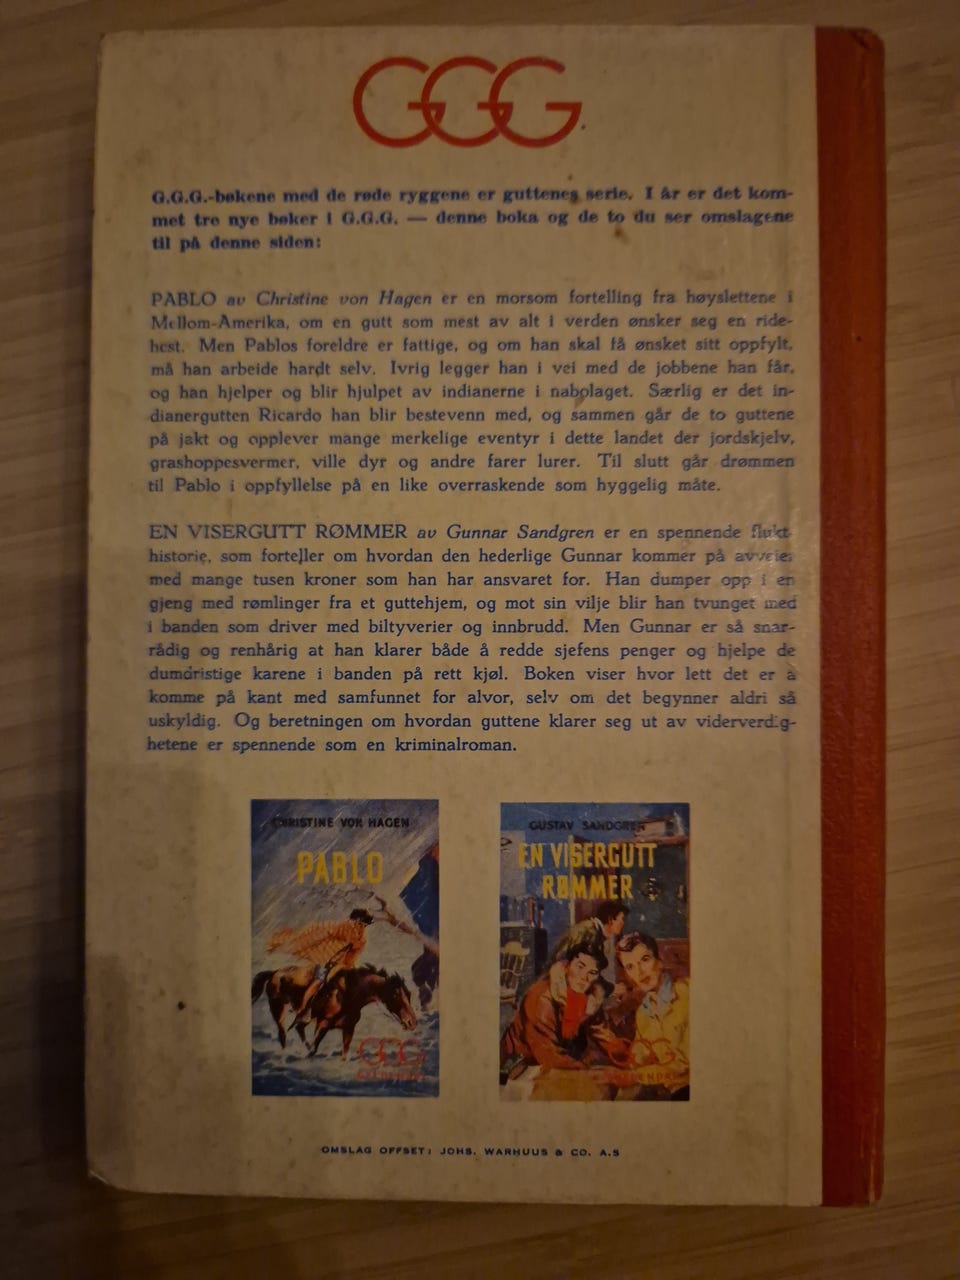 GGG
G.G.G.-bøkene med de røde ryggene er guttenes serie. I år er det kom-
met tre nye bøker i G.G.G. — denne boka og de to du ser omslagene
til på denne siden:
PABLO av Christine von Hagen er en morsom fortelling fra høyslettene i
Mellom-Amerika, om en gutt som mest av alt i verden ønsker seg en ride-
hest. Men Pablos foreldre er fattige, og om han skal få ønsket sitt oppfylt,
må han arbeide hardt selv. Ivrig legger han i vei med de jobbene han får,
og han hjelper og blir hjulpet av indianerne i nabolaget. Særlig er det in-
dianergutten Ricardo han blir bestevenn med, og sammen går de to guttene
på jakt og opplever mange merkelige eventyr i dette landet der jordskjelv,
grashoppesvermer, ville dyr og andre farer lurer. Til slutt går drømmen
til Pablo i oppfyllelse på en like overraskende som hyggelig måte.
EN VISERGUTT RØMMER av Gunnar Sandgren er en spennende flukt-
historie, som forteller om hvordan den hederlige Gunnar kommer på avveier
med mange tusen kroner som han har ansvaret for. Han dumper opp i en
gjeng med rømlinger fra et guttehjem, og mot sin vilje blir han tvunget med
i banden som driver med biltyverier og innbrudd. Men Gunnar er så snar-
rådig og renhårig at han klarer både å redde sjefens penger og hjelpe de
dumdristige karene i banden på rett kjøl. Boken viser hvor lett det er å
komme på kant med samfunnet for alvor, selv om det begynner aldri så
uskyldig. Og beretningen om hvordan guttene klarer seg ut av viderverdig-
hetene er spennende som en kriminalroman.
CHRISTINE VON HAGEN
PABLO
GGG
GYLDENDAL
GUSTAV SANDGREN
EN VISERGUTT
RØMMER
GGG
GYLDENDAL
OMSLAG OFFSET: JOHS. WARHUUS & CO. A.S